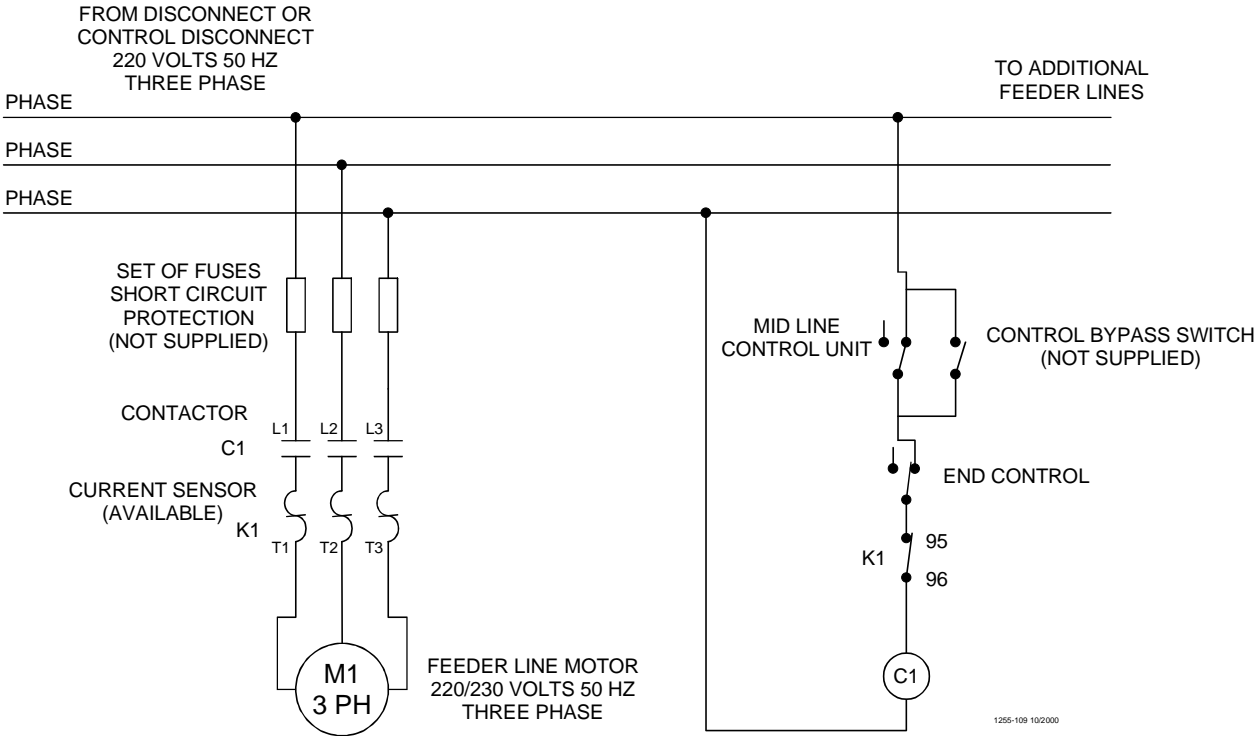 FROM DISCONNECT OR
CONTROL DISCONNECT
220 VOLTS 50 HZ
THREE PHASE
TO ADDITIONAL
FEEDER LINES
PHASE
PHASE
PHASE
SET OF FUSES
SHORT CIRCUIT
PROTECTION
(NOT SUPPLIED)
MID LINE
CONTROL UNIT
CONTROL BYPASS SWITCH
(NOT SUPPLIED)
CONTACTOR
C1
L1
L2
L3
END CONTROL
CURRENT SENSOR
(AVAILABLE)
K1
T1
T2
T3
K1
95
96
M1
3 PH
FEEDER LINE MOTOR
220/230 VOLTS 50 HZ
THREE PHASE
C1
1255-109 10/2000